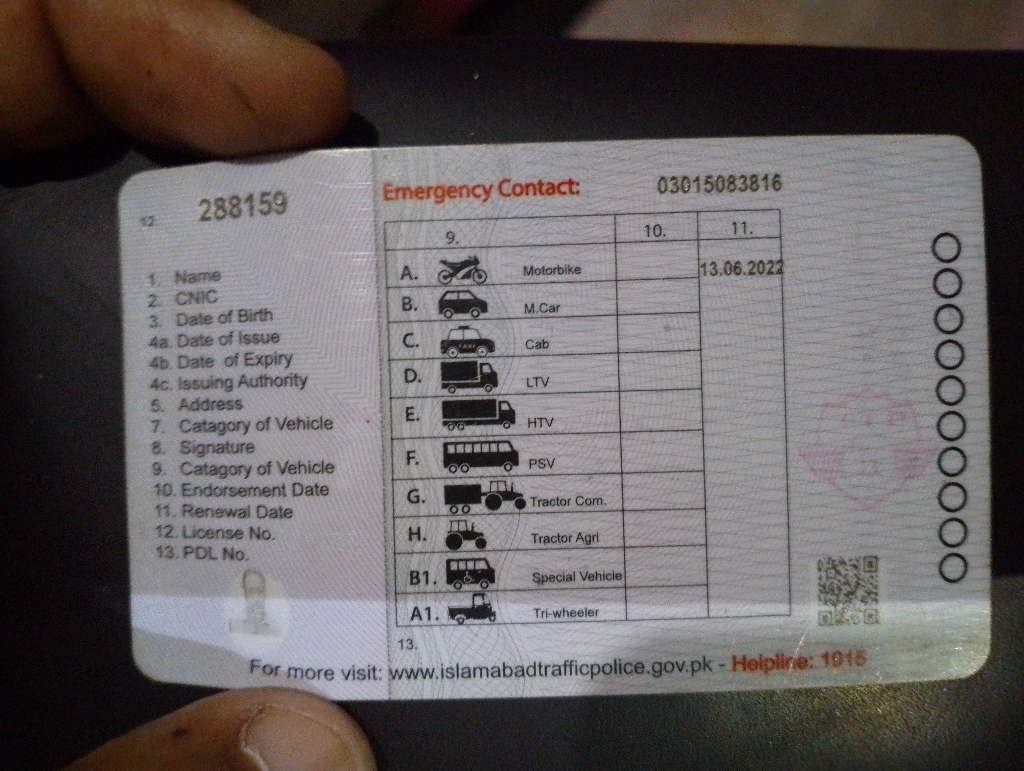 12. 288159
Emergency Contact: 03015083816
1. Name
2. CNIC
3. Date of Birth
4a. Date of Issue
4b. Date of Expiry
4c. Issuing Authority
5. Address
7. Catagory of Vehicle
8. Signature
9. Catagory of Vehicle
10. Endorsement Date
11. Renewal Date
12. License No.
13. PDL No.
9. 10. 11.
A. Motorbike 13.06.2022
B. M.Car
C. TAXI Cab
D. LTV
E. HTV
F. PSV
G. Tractor Com.
H. Tractor Agri
B1. Special Vehicle
A1. Tri-wheeler
13.
For more visit: www.islamabadtrafficpolice.gov.pk - Helpline: 1915